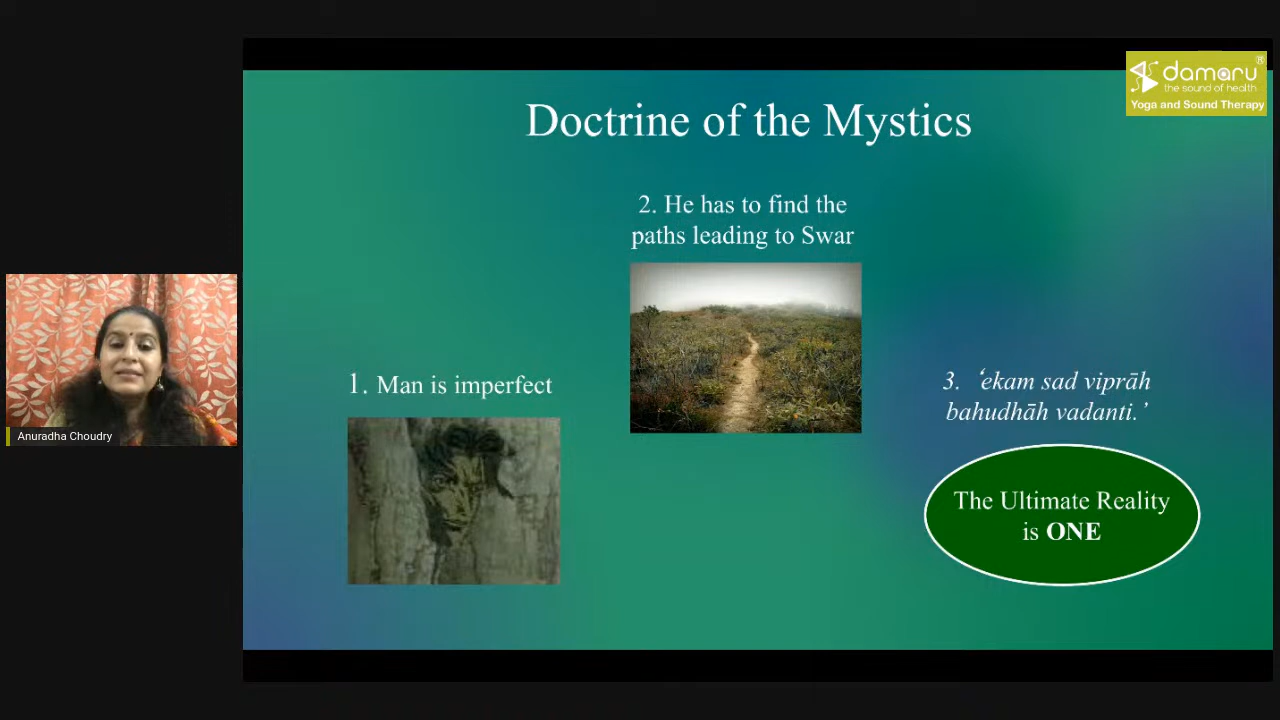 damaru®
the sound of health
Yoga and Sound Therapy
Doctrine of the Mystics
2. He has to find the
paths leading to Swar
1. Man is imperfect
3. ‘ekam sad viprāh
bahudhāh vadanti.’
The Ultimate Reality
is ONE
Anuradha Choudry